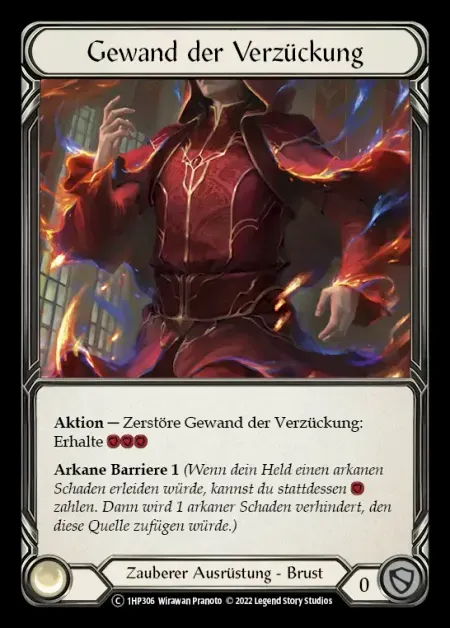 Gewand der Verzückung
Aktion — Zerstöre Gewand der Verzückung:
Erhalte
Arkane Barriere 1 (Wenn dein Held einen arkanen
Schaden erleiden würde, kannst du stattdessen
zahlen. Dann wird 1 arkaner Schaden verhindert, den
diese Quelle zufügen würde.)
Zauberer Ausrüstung - Brust
0
C 1HP306 Wirawan Pranoto © 2022 Legend Story Studios